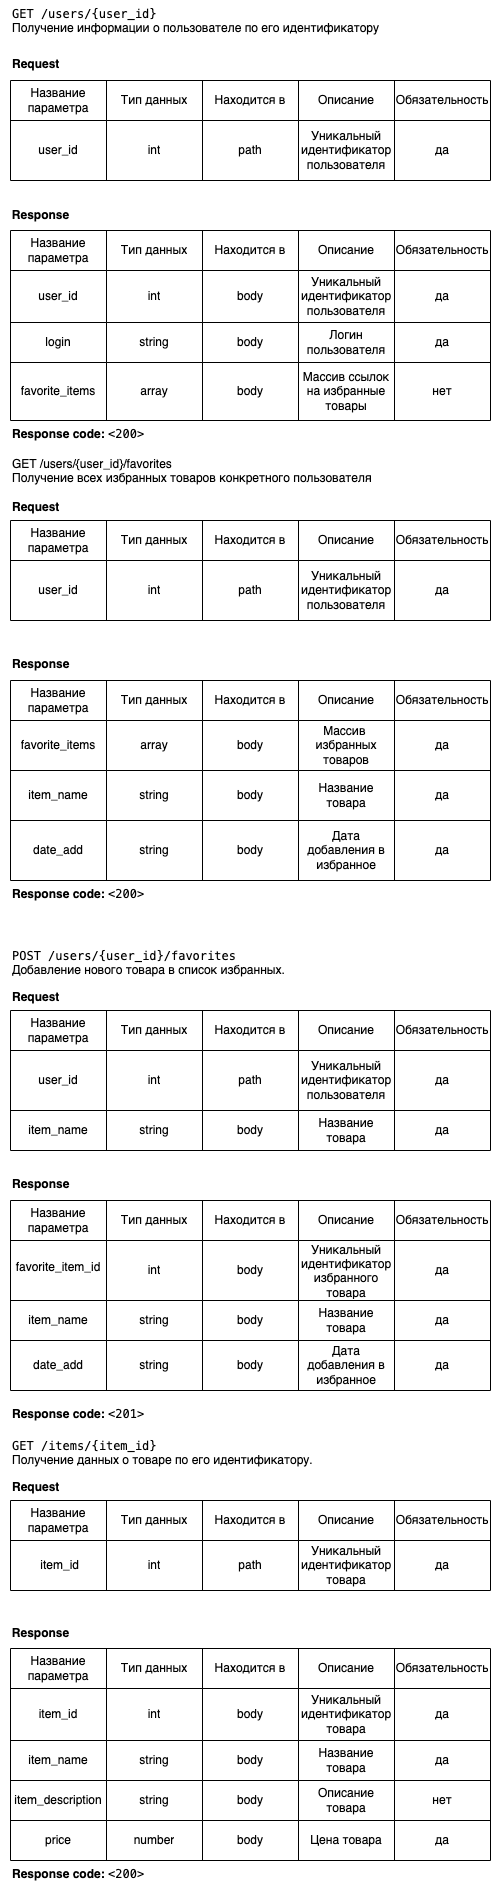 GET /users/{user_id}
Получение информации о пользователе по его идентификатору
Request
Название параметра Тип данных Находится в Описание Обязательность
user_id int path Уникальный идентификатор пользователя да
Response
Название параметра Тип данных Находится в Описание Обязательность
user_id int body Уникальный идентификатор пользователя да
login string body Логин пользователя да
favorite_items array body Массив ссылок на избранные товары нет
Response code: <200>
GET /users/{user_id}/favorites
Получение всех избранных товаров конкретного пользователя
Request
Название параметра Тип данных Находится в Описание Обязательность
user_id int path Уникальный идентификатор пользователя да
Response
Название параметра Тип данных Находится в Описание Обязательность
favorite_items array body Массив избранных товаров да
item_name string body Название товара да
date_add string body Дата добавления в избранное да
Response code: <200>
POST /users/{user_id}/favorites
Добавление нового товара в список избранных.
Request
Название параметра Тип данных Находится в Описание Обязательность
user_id int path Уникальный идентификатор пользователя да
item_name string body Название товара да
Response
Название параметра Тип данных Находится в Описание Обязательность
favorite_item_id int body Уникальный идентификатор избранного товара да
item_name string body Название товара да
date_add string body Дата добавления в избранное да
Response code: <201>
GET /items/{item_id}
Получение данных о товаре по его идентификатору.
Request
Название параметра Тип данных Находится в Описание Обязательность
item_id int path Уникальный идентификатор товара да
Response
Название параметра Тип данных Находится в Описание Обязательность
item_id int body Уникальный идентификатор товара да
item_name string body Название товара да
item_description string body Описание товара нет
price number body Цена товара да
Response code: <200>